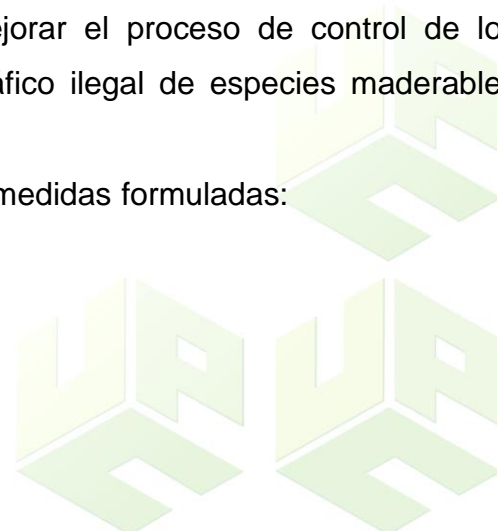 ejorar el proceso de control de lo
áfico ilegal de especies maderable
medidas formuladas: